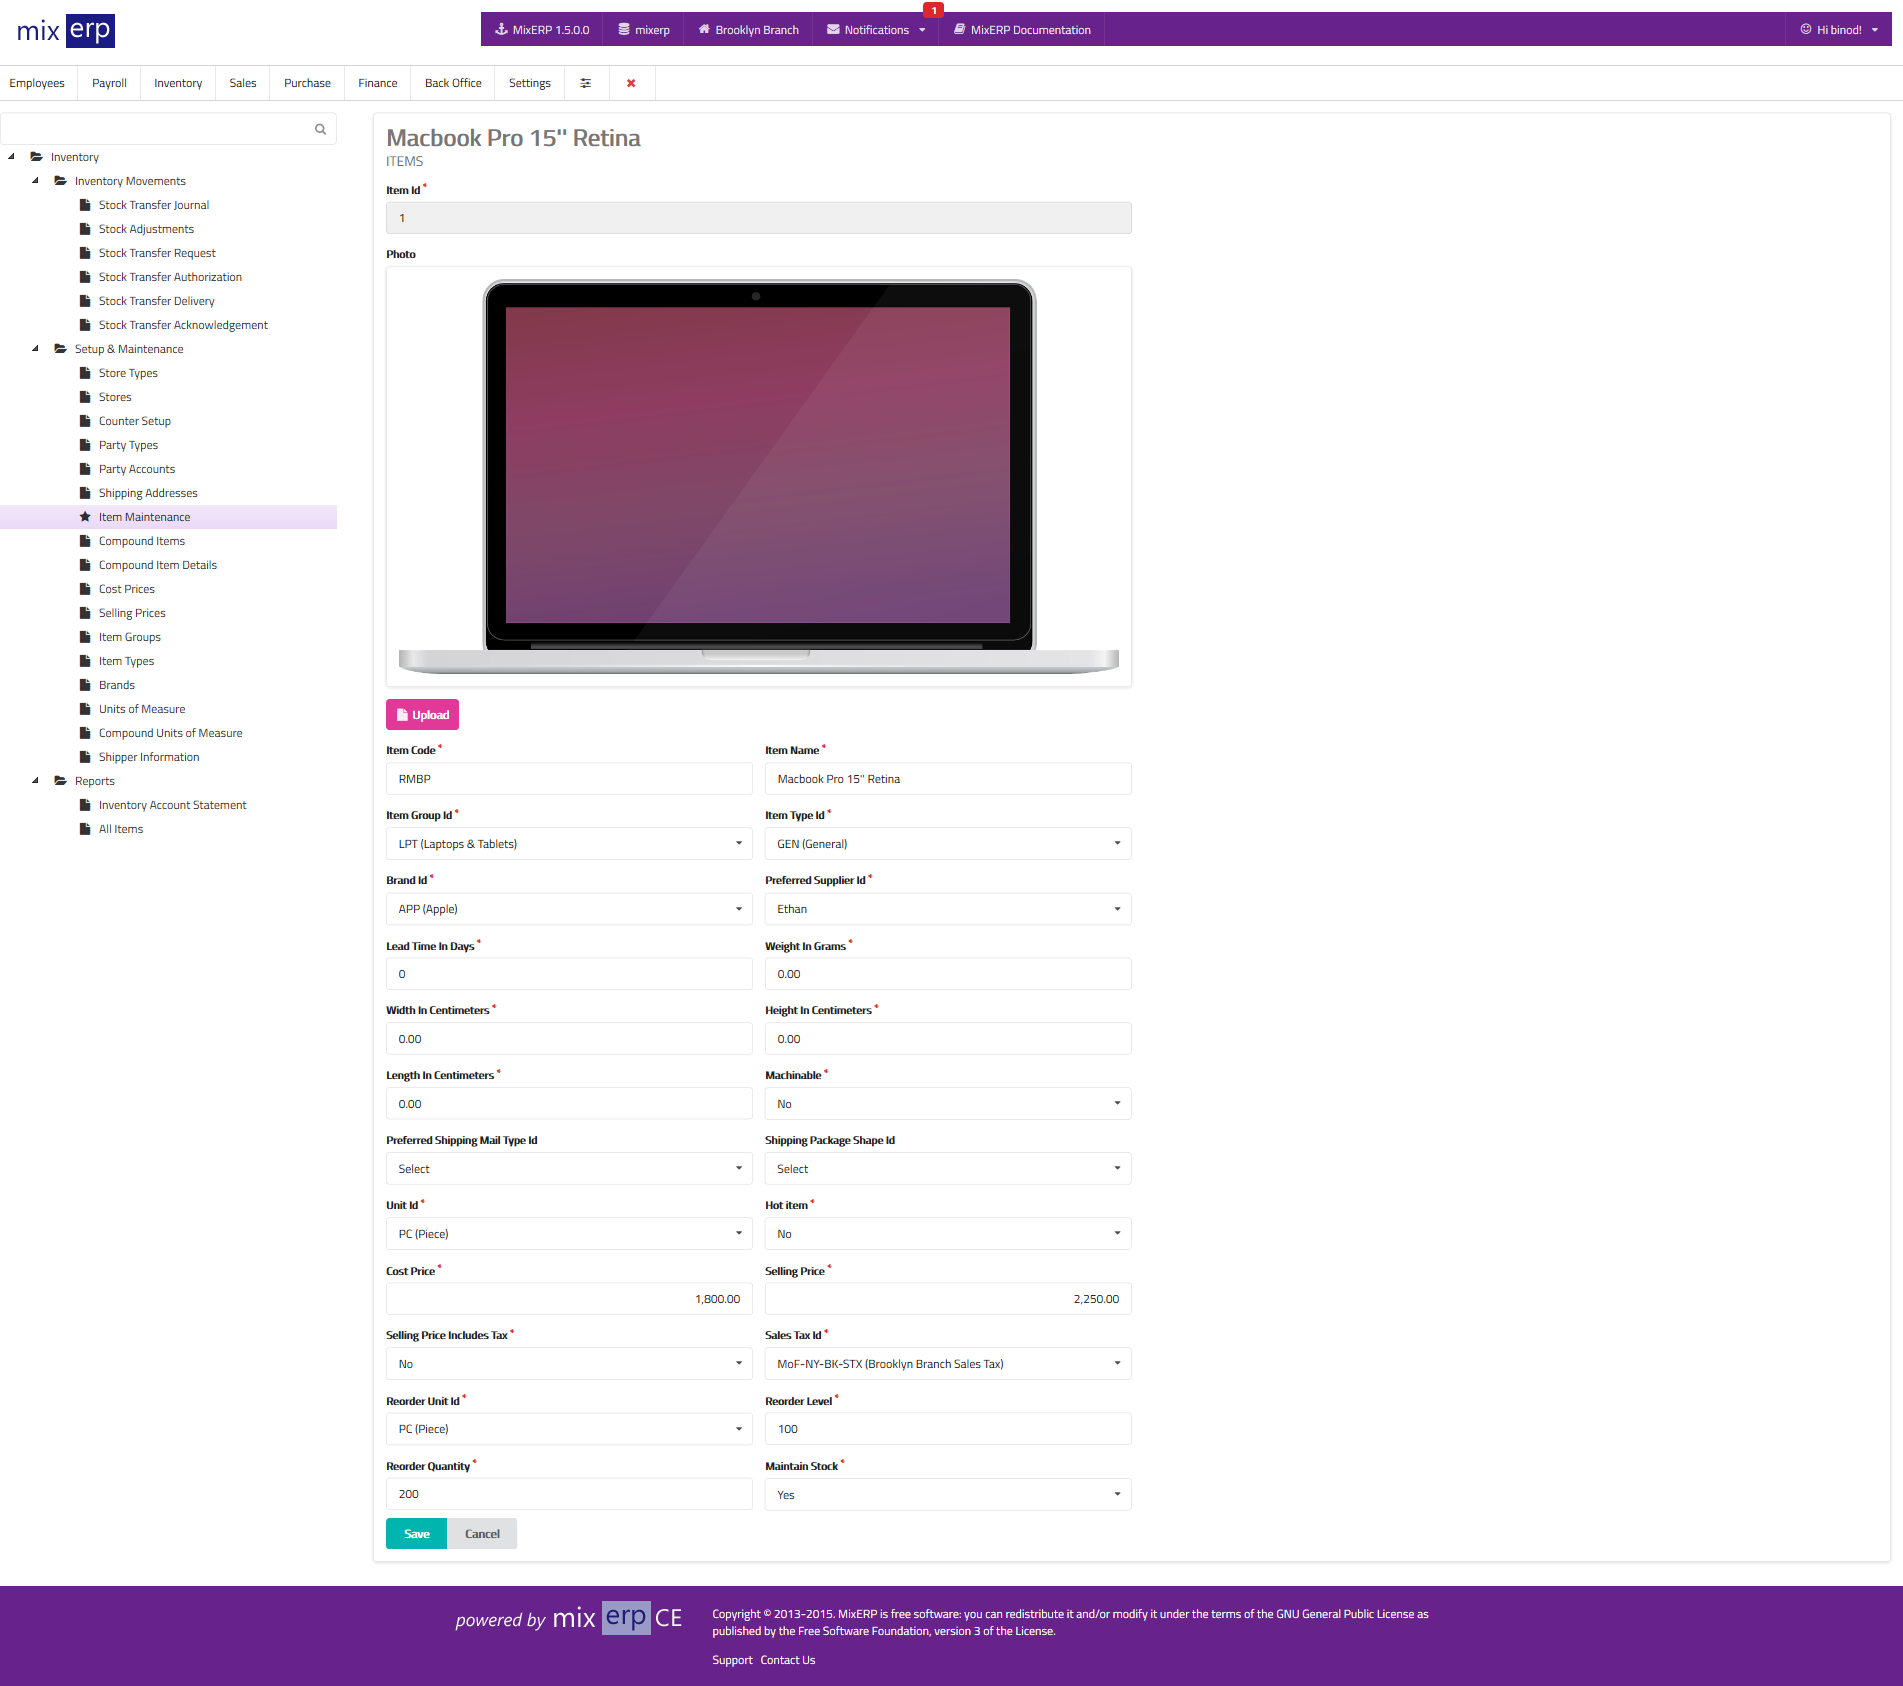 mix erp
MixERP 1.5.0.0 mixerp Brooklyn Branch Notifications 1 MixERP Documentation Hi binod!
Employees Payroll Inventory Sales Purchase Finance Back Office Settings
Inventory
Inventory Movements
Stock Transfer Journal
Stock Adjustments
Stock Transfer Request
Stock Transfer Authorization
Stock Transfer Delivery
Stock Transfer Acknowledgement
Setup & Maintenance
Store Types
Stores
Counter Setup
Party Types
Party Accounts
Shipping Addresses
Item Maintenance
Compound Items
Compound Item Details
Cost Prices
Selling Prices
Item Groups
Item Types
Brands
Units of Measure
Compound Units of Measure
Shipper Information
Reports
Inventory Account Statement
All Items
Macbook Pro 15'' Retina
ITEMS
Item Id *
1
Photo
Upload
Item Code * Item Name *
RMBP Macbook Pro 15'' Retina
Item Group Id * Item Type Id *
LPT (Laptops & Tablets) GEN (General)
Brand Id * Preferred Supplier Id *
APP (Apple) Ethan
Lead Time In Days * Weight In Grams *
0 0.00
Width In Centimeters * Height In Centimeters *
0.00 0.00
Length In Centimeters * Machinable *
0.00 No
Preferred Shipping Mail Type Id Shipping Package Shape Id
Select Select
Unit Id * Hot item *
PC (Piece) No
Cost Price * Selling Price *
1,800.00 2,250.00
Selling Price Includes Tax * Sales Tax Id *
No MoF-NY-BK-STX (Brooklyn Branch Sales Tax)
Reorder Unit Id * Reorder Level *
PC (Piece) 100
Reorder Quantity * Maintain Stock *
200 Yes
Save Cancel
powered by mix erp CE
Copyright © 2013-2015. MixERP is free software: you can redistribute it and/or modify it under the terms of the GNU General Public License as
published by the Free Software Foundation, version 3 of the License.
Support Contact Us